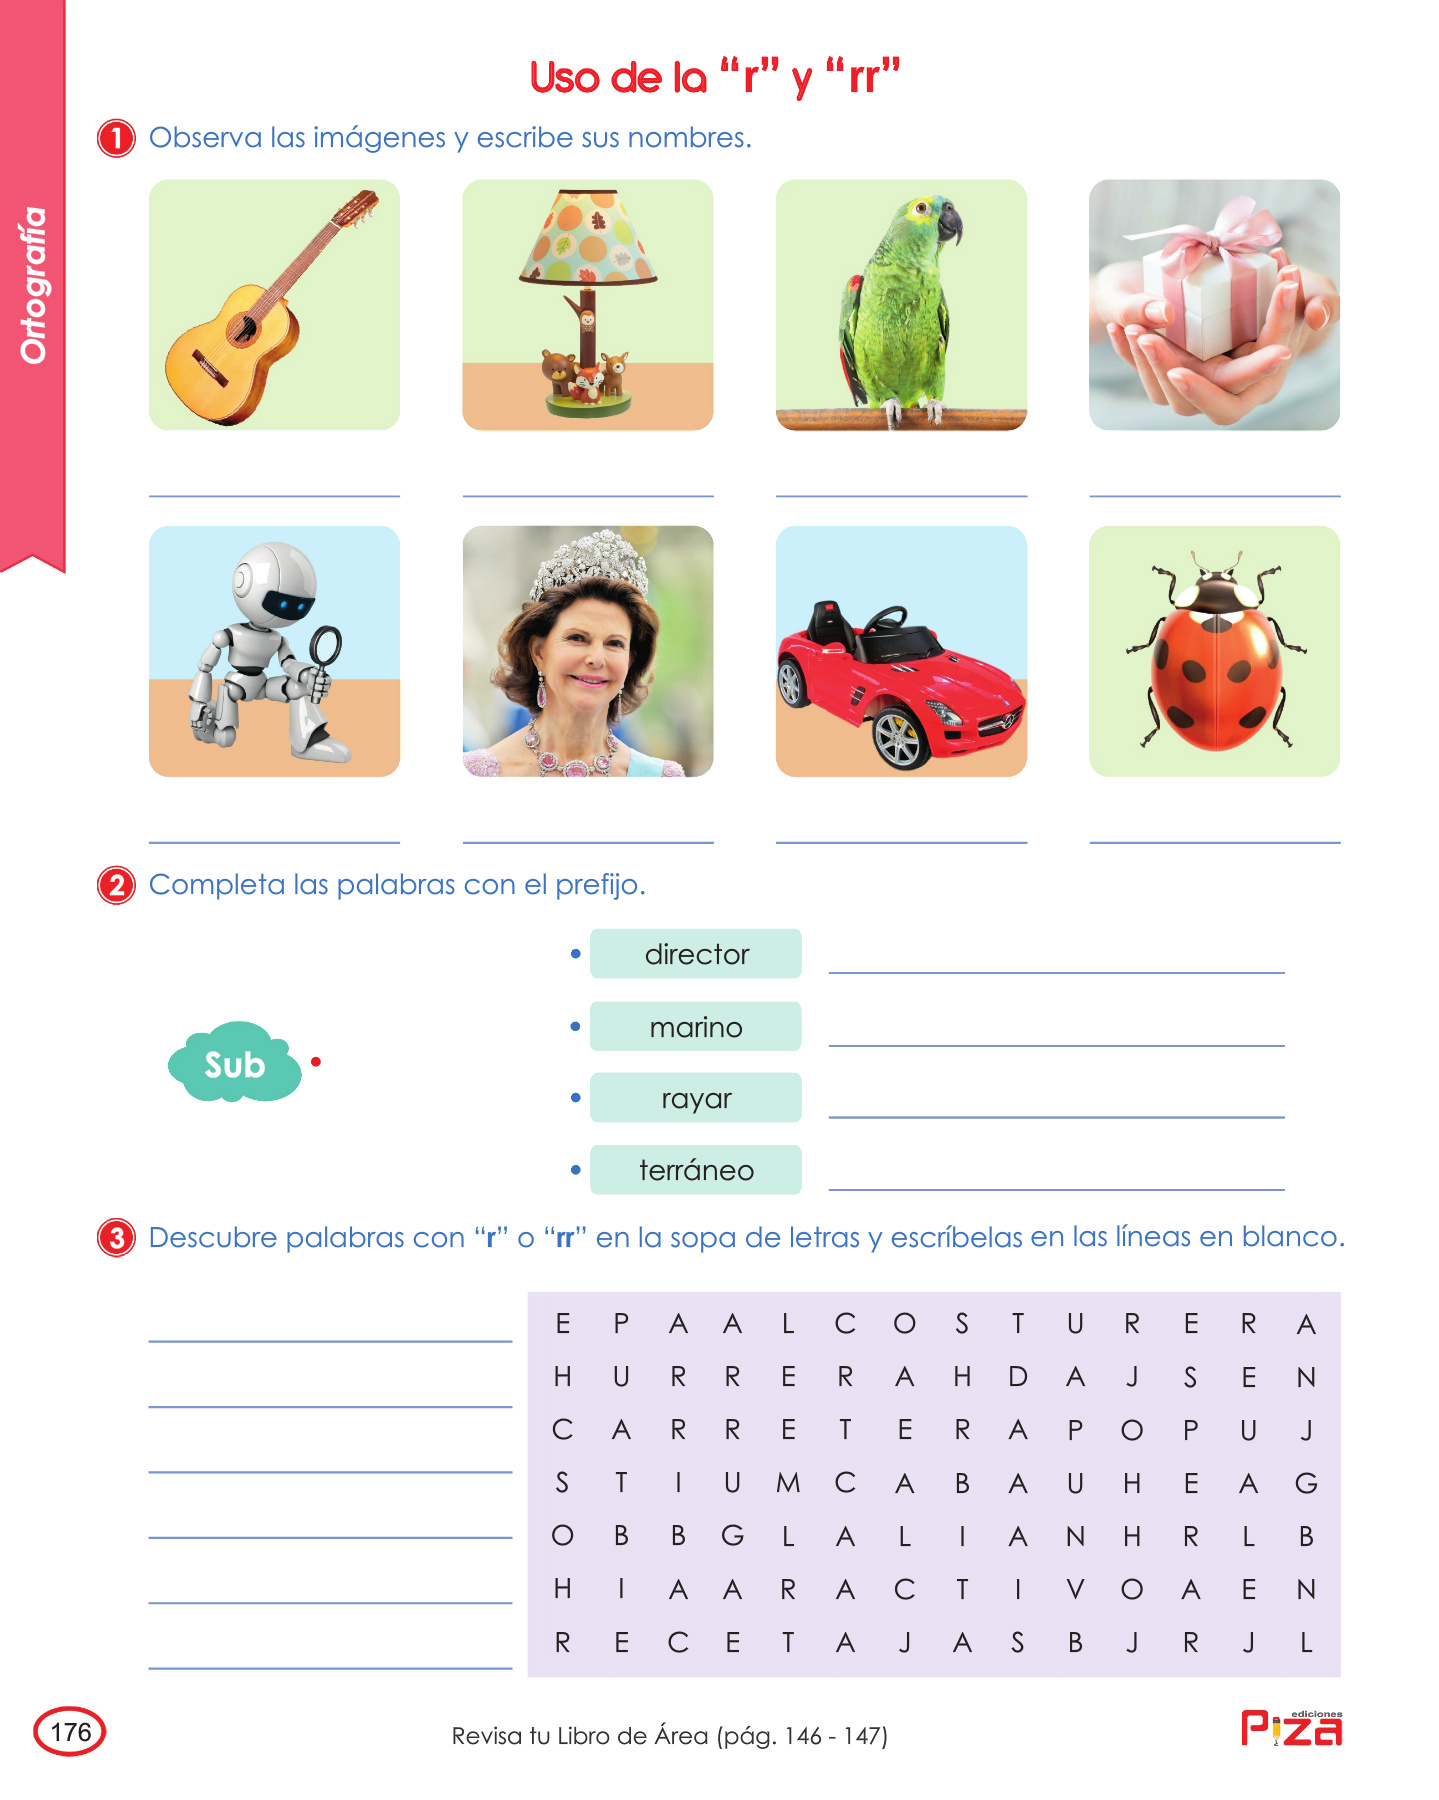 Ortografía
Uso de la “r” y “rr”
1 Observa las imágenes y escribe sus nombres.
2 Completa las palabras con el prefijo.
Sub
• director
• marino
• rayar
• terráneo
3 Descubre palabras con “r” o “rr” en la sopa de letras y escríbelas en las líneas en blanco.
E P A A L C O S T U R E R A
H U R R E R A H D A J S E N
C A R R E T E R A P O P U J
S T I U M C A B A U H E A G
O B B G L A L I A N H R L B
H I A A R A C T I V O A E N
R E C E T A J A S B J R J L
176
Revisa tu Libro de Área (pág. 146 - 147)
ediciones
Piza